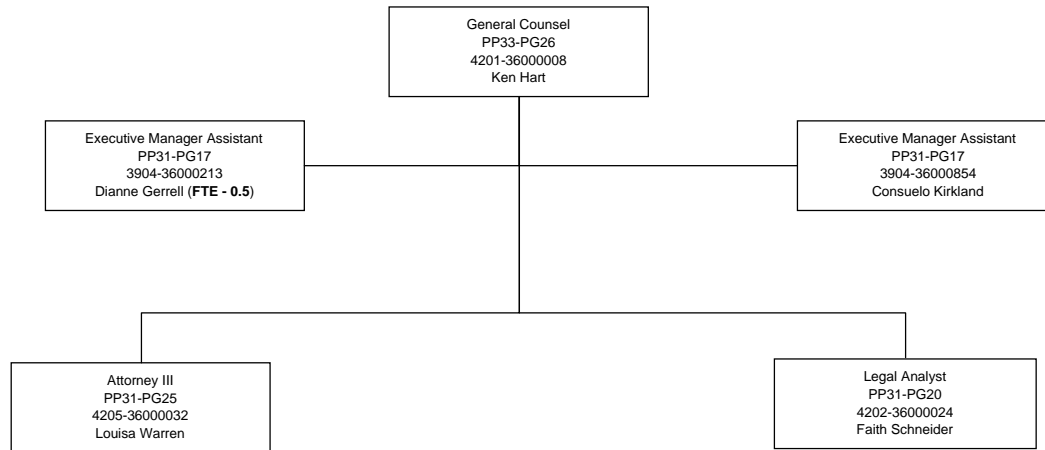 General Counsel
PP33-PG26
4201-36000008
Ken Hart
Executive Manager Assistant
PP31-PG17
3904-36000213
Dianne Gerrell (FTE - 0.5)
Executive Manager Assistant
PP31-PG17
3904-36000854
Consuelo Kirkland
Attorney III
PP31-PG25
4205-36000032
Louisa Warren
Legal Analyst
PP31-PG20
4202-36000024
Faith Schneider